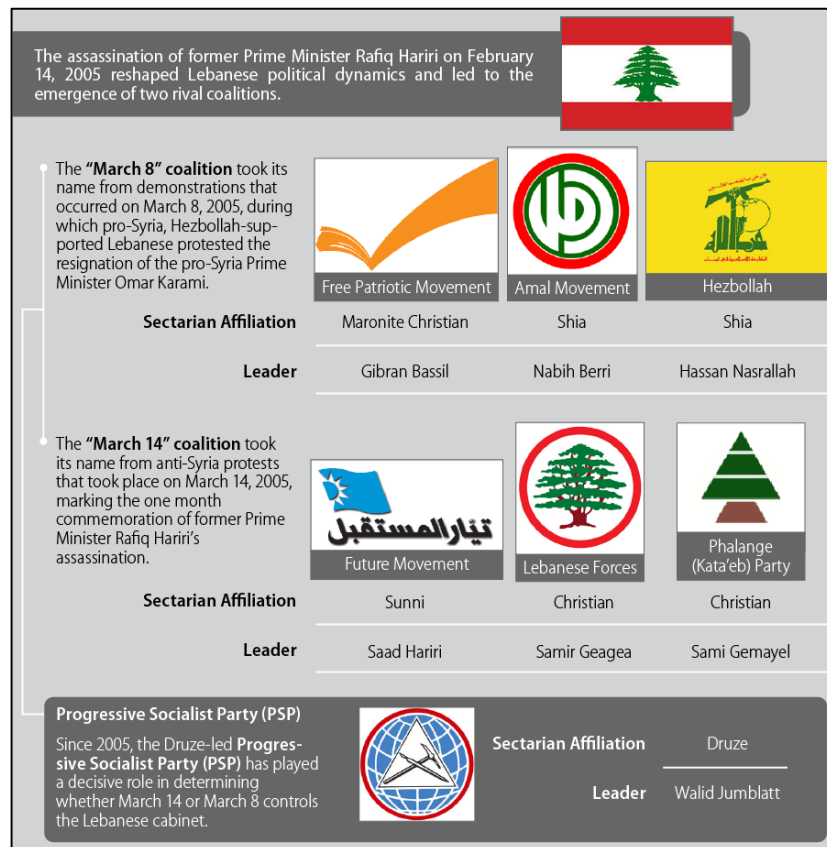 The assassination of former Prime Minister Rafiq Hariri on February
14, 2005 reshaped Lebanese political dynamics and led to the
emergence of two rival coalitions.
The “March 8” coalition took its
name from demonstrations that
occurred on March 8, 2005, during
which pro-Syria, Hezbollah-sup-
ported Lebanese protested the
resignation of the pro-Syria Prime
Minister Omar Karami.
Free Patriotic Movement
Amal Movement
Hezbollah
Sectarian Affiliation
Maronite Christian
Shia
Shia
Leader
Gibran Bassil
Nabih Berri
Hassan Nasrallah
The “March 14” coalition took
its name from anti-Syria protests
that took place on March 14, 2005,
marking the one month
commemoration of former Prime
Minister Rafiq Hariri’s
assassination.
تيّار المستقبل
Future Movement
Lebanese Forces
Phalange
(Kata’eb) Party
Sectarian Affiliation
Sunni
Christian
Christian
Leader
Saad Hariri
Samir Geagea
Sami Gemayel
Progressive Socialist Party (PSP)
Since 2005, the Druze-led Progres-
sive Socialist Party (PSP) has played
a decisive role in determining
whether March 14 or March 8 controls
the Lebanese cabinet.
Sectarian Affiliation
Druze
Leader
Walid Jumblatt